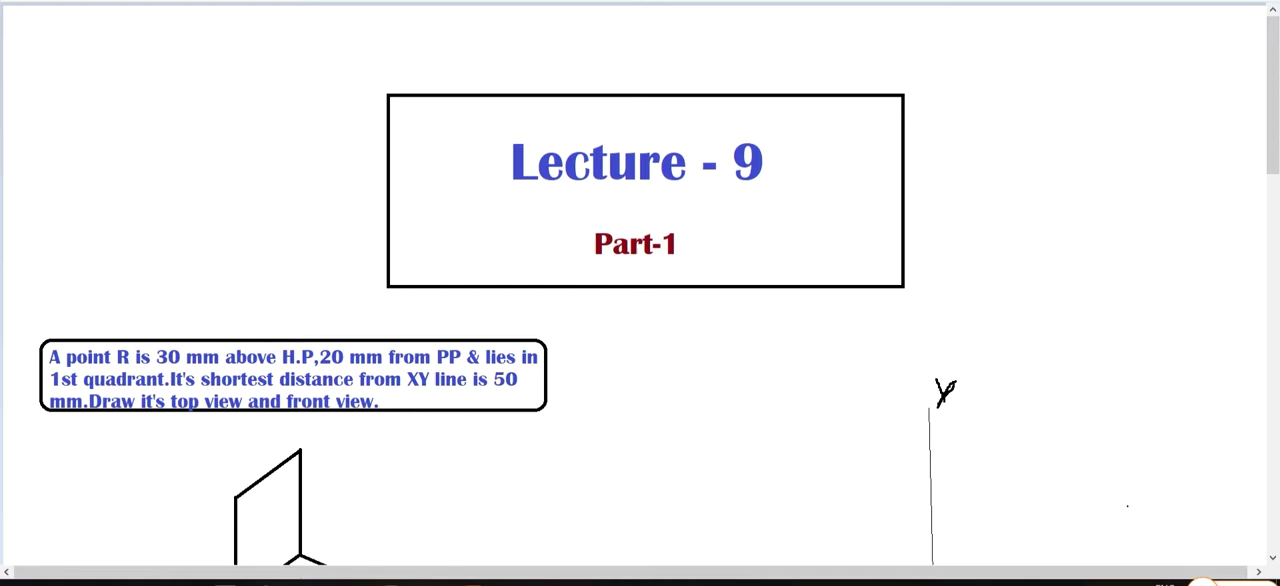 Lecture - 9
Part-1
A point R is 30 mm above H.P,20 mm from PP & lies in
1st quadrant.It's shortest distance from XY line is 50
mm.Draw it's top view and front view.
Y